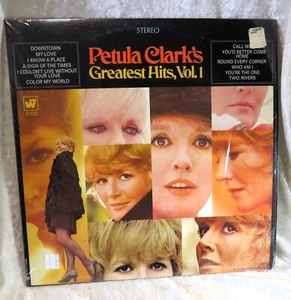 STEREO
Petula Clark's
Greatest Hits, Vol. 1
DOWNTOWN
MY LOVE
I KNOW A PLACE
A SIGN OF THE TIMES
I COULDN'T LIVE WITHOUT
YOUR LOVE
COLOR MY WORLD
CALL ME
YOU'D BETTER COME
HOME
ROUND EVERY CORNER
WHO AM I
YOU'RE THE ONE
TWO RIVERS
W